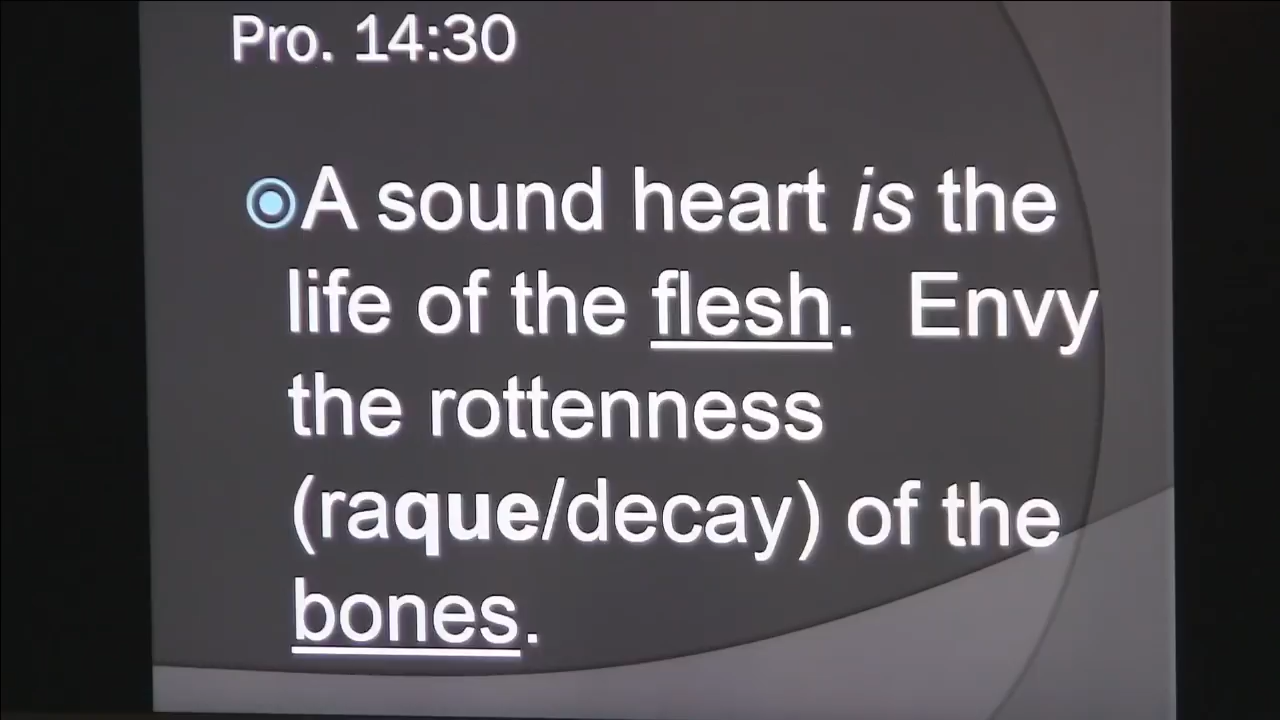 Pro. 14:30
A sound heart is the
life of the flesh. Envy
the rottenness
(raque/decay) of the
bones.